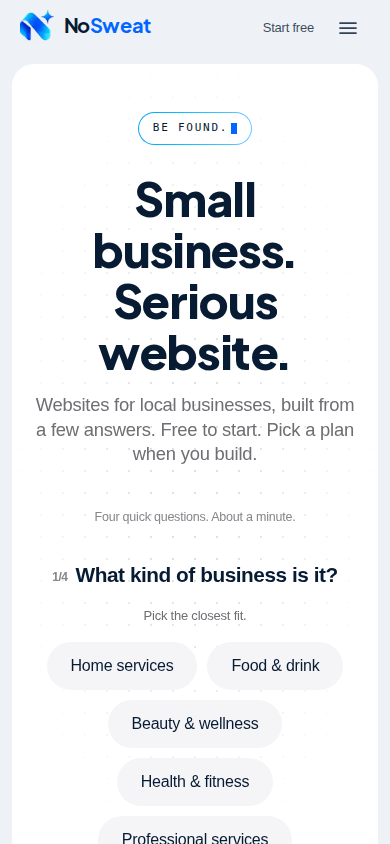 NoSweat
Start free
BE FOUND.
Small
business.
Serious
website.
Websites for local businesses, built from
a few answers. Free to start. Pick a plan
when you build.
Four quick questions. About a minute.
1/4 What kind of business is it?
Pick the closest fit.
Home services
Food & drink
Beauty & wellness
Health & fitness
Professional services